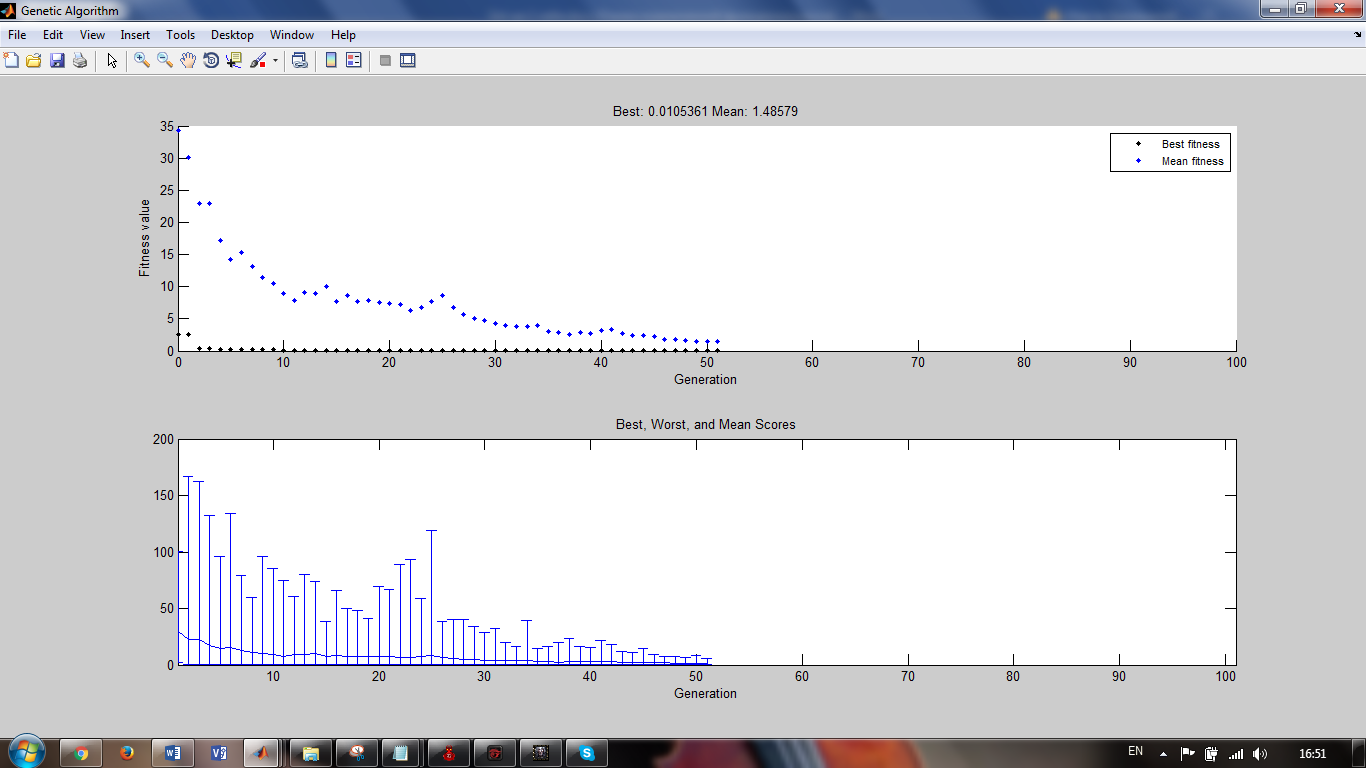 Genetic Algorithm
File Edit View Insert Tools Desktop Window Help
Best: 0.0105361 Mean: 1.48579
35
30
25
20
15
10
5
0
Fitness value
Best fitness
Mean fitness
0 10 20 30 40 50 60 70 80 90 100
Generation
Best, Worst, and Mean Scores
200
150
100
50
0
10 20 30 40 50 60 70 80 90 100
Generation
EN 16:51